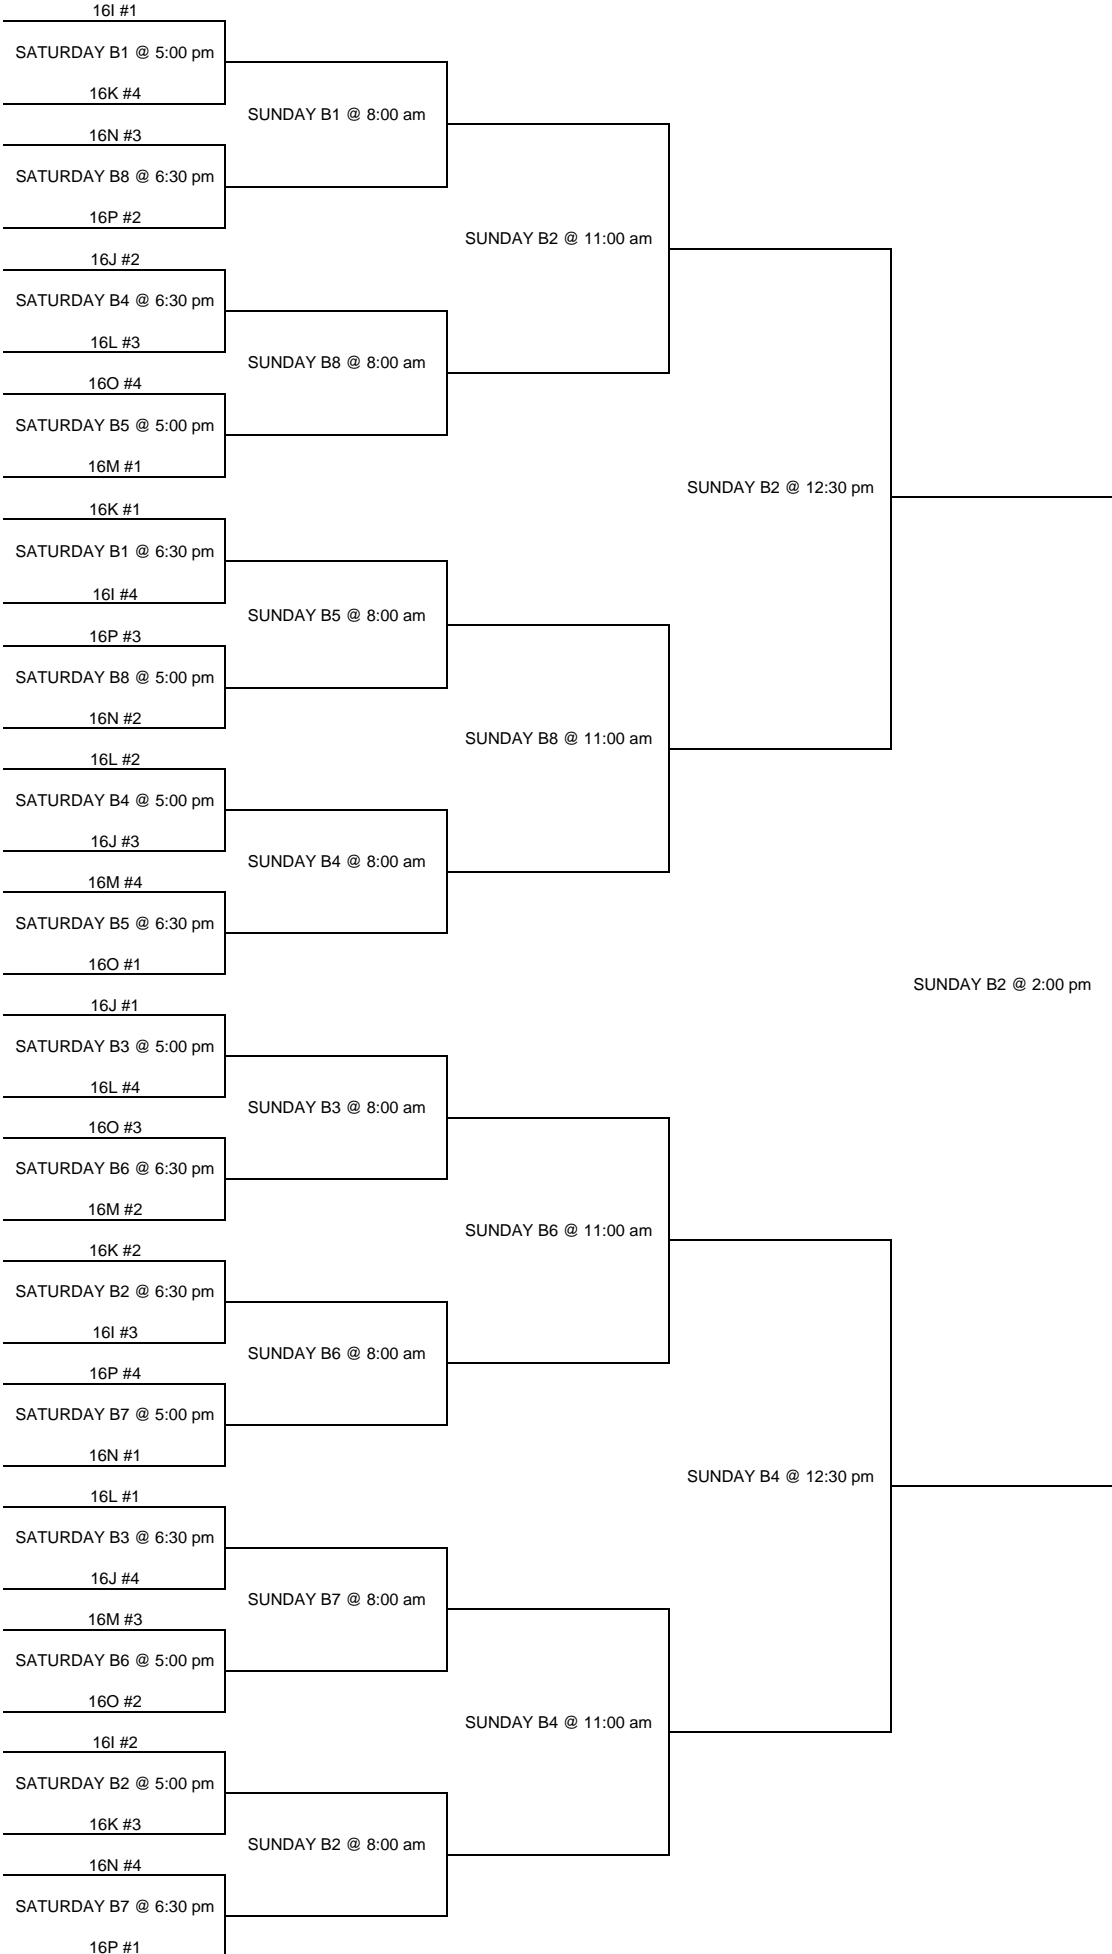 16I #1
SATURDAY B1 @ 5:00 pm
16K #4
SUNDAY B1 @ 8:00 am
16N #3
SATURDAY B8 @ 6:30 pm
16P #2
SUNDAY B2 @ 11:00 am
16J #2
SATURDAY B4 @ 6:30 pm
16L #3
SUNDAY B8 @ 8:00 am
16O #4
SATURDAY B5 @ 5:00 pm
16M #1
SUNDAY B2 @ 12:30 pm
16K #1
SATURDAY B1 @ 6:30 pm
16I #4
SUNDAY B5 @ 8:00 am
16P #3
SATURDAY B8 @ 5:00 pm
16N #2
SUNDAY B8 @ 11:00 am
16L #2
SATURDAY B4 @ 5:00 pm
16J #3
SUNDAY B4 @ 8:00 am
16M #4
SATURDAY B5 @ 6:30 pm
16O #1
SUNDAY B2 @ 2:00 pm
16J #1
SATURDAY B3 @ 5:00 pm
16L #4
SUNDAY B3 @ 8:00 am
16O #3
SATURDAY B6 @ 6:30 pm
16M #2
SUNDAY B6 @ 11:00 am
16K #2
SATURDAY B2 @ 6:30 pm
16I #3
SUNDAY B6 @ 8:00 am
16P #4
SATURDAY B7 @ 5:00 pm
16N #1
SUNDAY B4 @ 12:30 pm
16L #1
SATURDAY B3 @ 6:30 pm
16J #4
SUNDAY B7 @ 8:00 am
16M #3
SATURDAY B6 @ 5:00 pm
16O #2
SUNDAY B4 @ 11:00 am
16I #2
SATURDAY B2 @ 5:00 pm
16K #3
SUNDAY B2 @ 8:00 am
16N #4
SATURDAY B7 @ 6:30 pm
16P #1